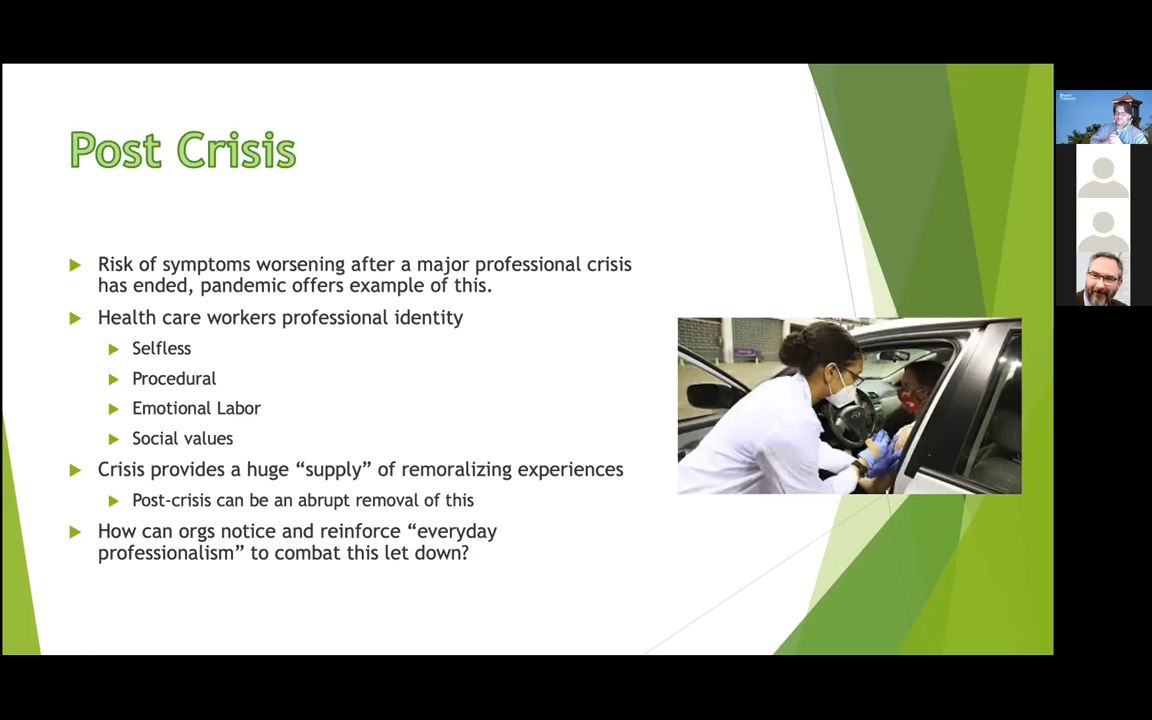 Post Crisis
Risk of symptoms worsening after a major professional crisis
has ended, pandemic offers example of this.
Health care workers professional identity
Selfless
Procedural
Emotional Labor
Social values
Crisis provides a huge “supply” of remoralizing experiences
Post-crisis can be an abrupt removal of this
How can orgs notice and reinforce “everyday
professionalism” to combat this let down?